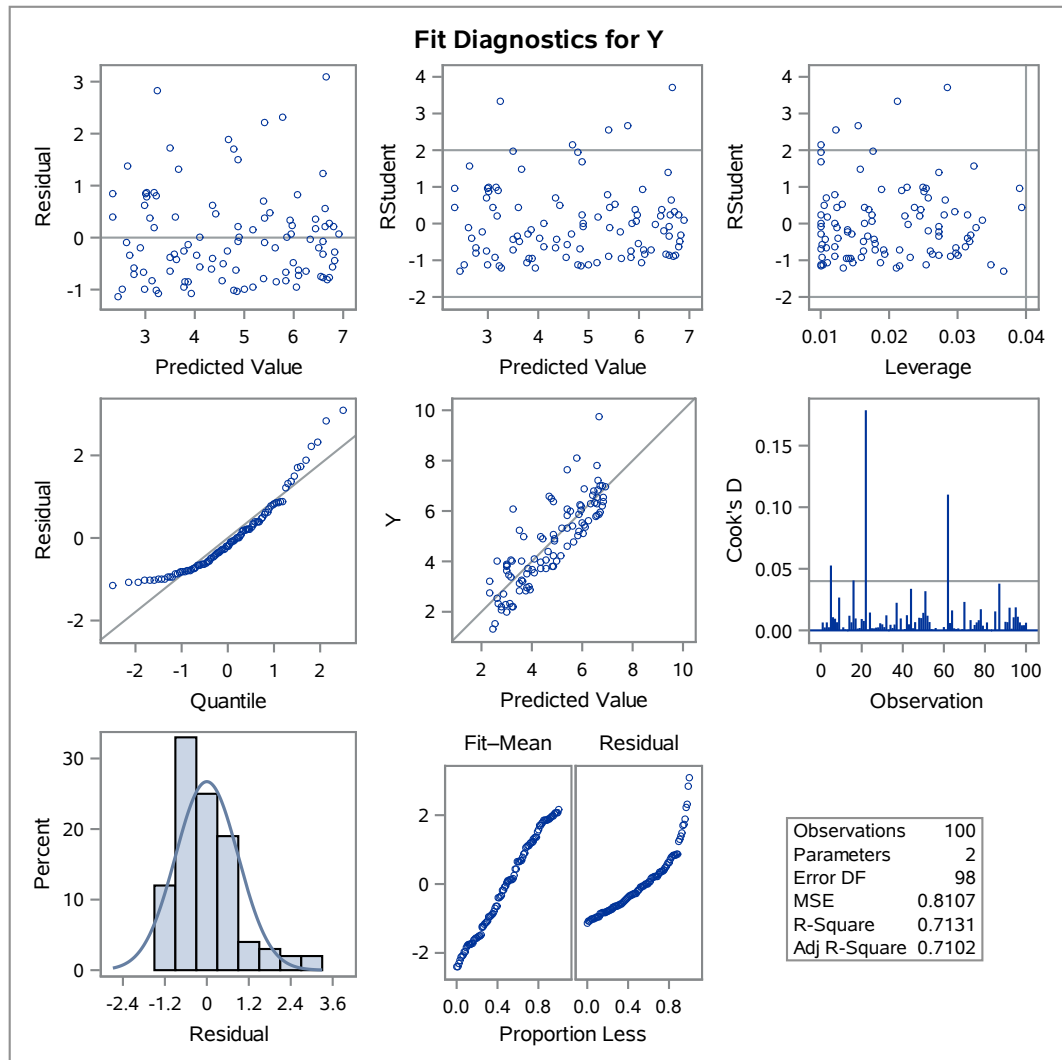 Fit Diagnostics for Y
Residual
3
2
1
0
-1
3 4 5 6 7
Predicted Value
RStudent
4
3
2
1
0
-1
-2
3 4 5 6 7
Predicted Value
RStudent
4
3
2
1
0
-1
-2
0.01 0.02 0.03 0.04
Leverage
Residual
2
0
-2
-2 -1 0 1 2
Quantile
Y
10
8
6
4
2
2 4 6 8 10
Predicted Value
Cook's D
0.15
0.10
0.05
0.00
0 20 40 60 80 100
Observation
Percent
30
20
10
0
-2.4 -1.2 0 1.2 2.4 3.6
Residual
Fit–Mean Residual
2
0
-2
0.0 0.4 0.8 0.0 0.4 0.8
Proportion Less
Observations 100
Parameters 2
Error DF 98
MSE 0.8107
R-Square 0.7131
Adj R-Square 0.7102